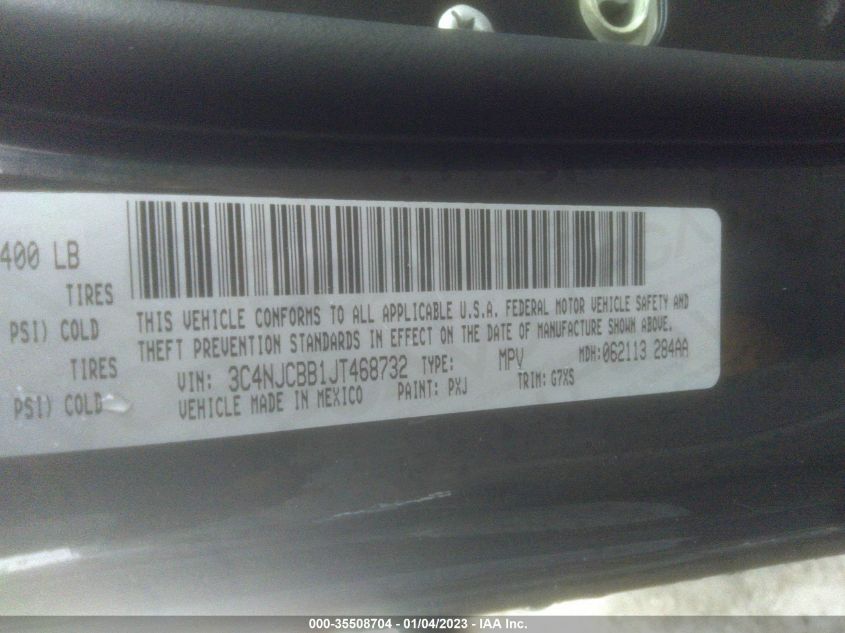 400 LB
TIRES
PSI) COLD
TIRES
PSI) COLD
THIS VEHICLE CONFORMS TO ALL APPLICABLE U.S.A. FEDERAL MOTOR VEHICLE SAFETY AND
THEFT PREVENTION STANDARDS IN EFFECT ON THE DATE OF MANUFACTURE SHOWN ABOVE.
VIN: 3C4NJCBB1JT468732 TYPE: MPV MDH:062113 284AA
VEHICLE MADE IN MEXICO PAINT: PXJ TRIM: G7XS
000-35508704 - 01/04/2023 - IAA Inc.